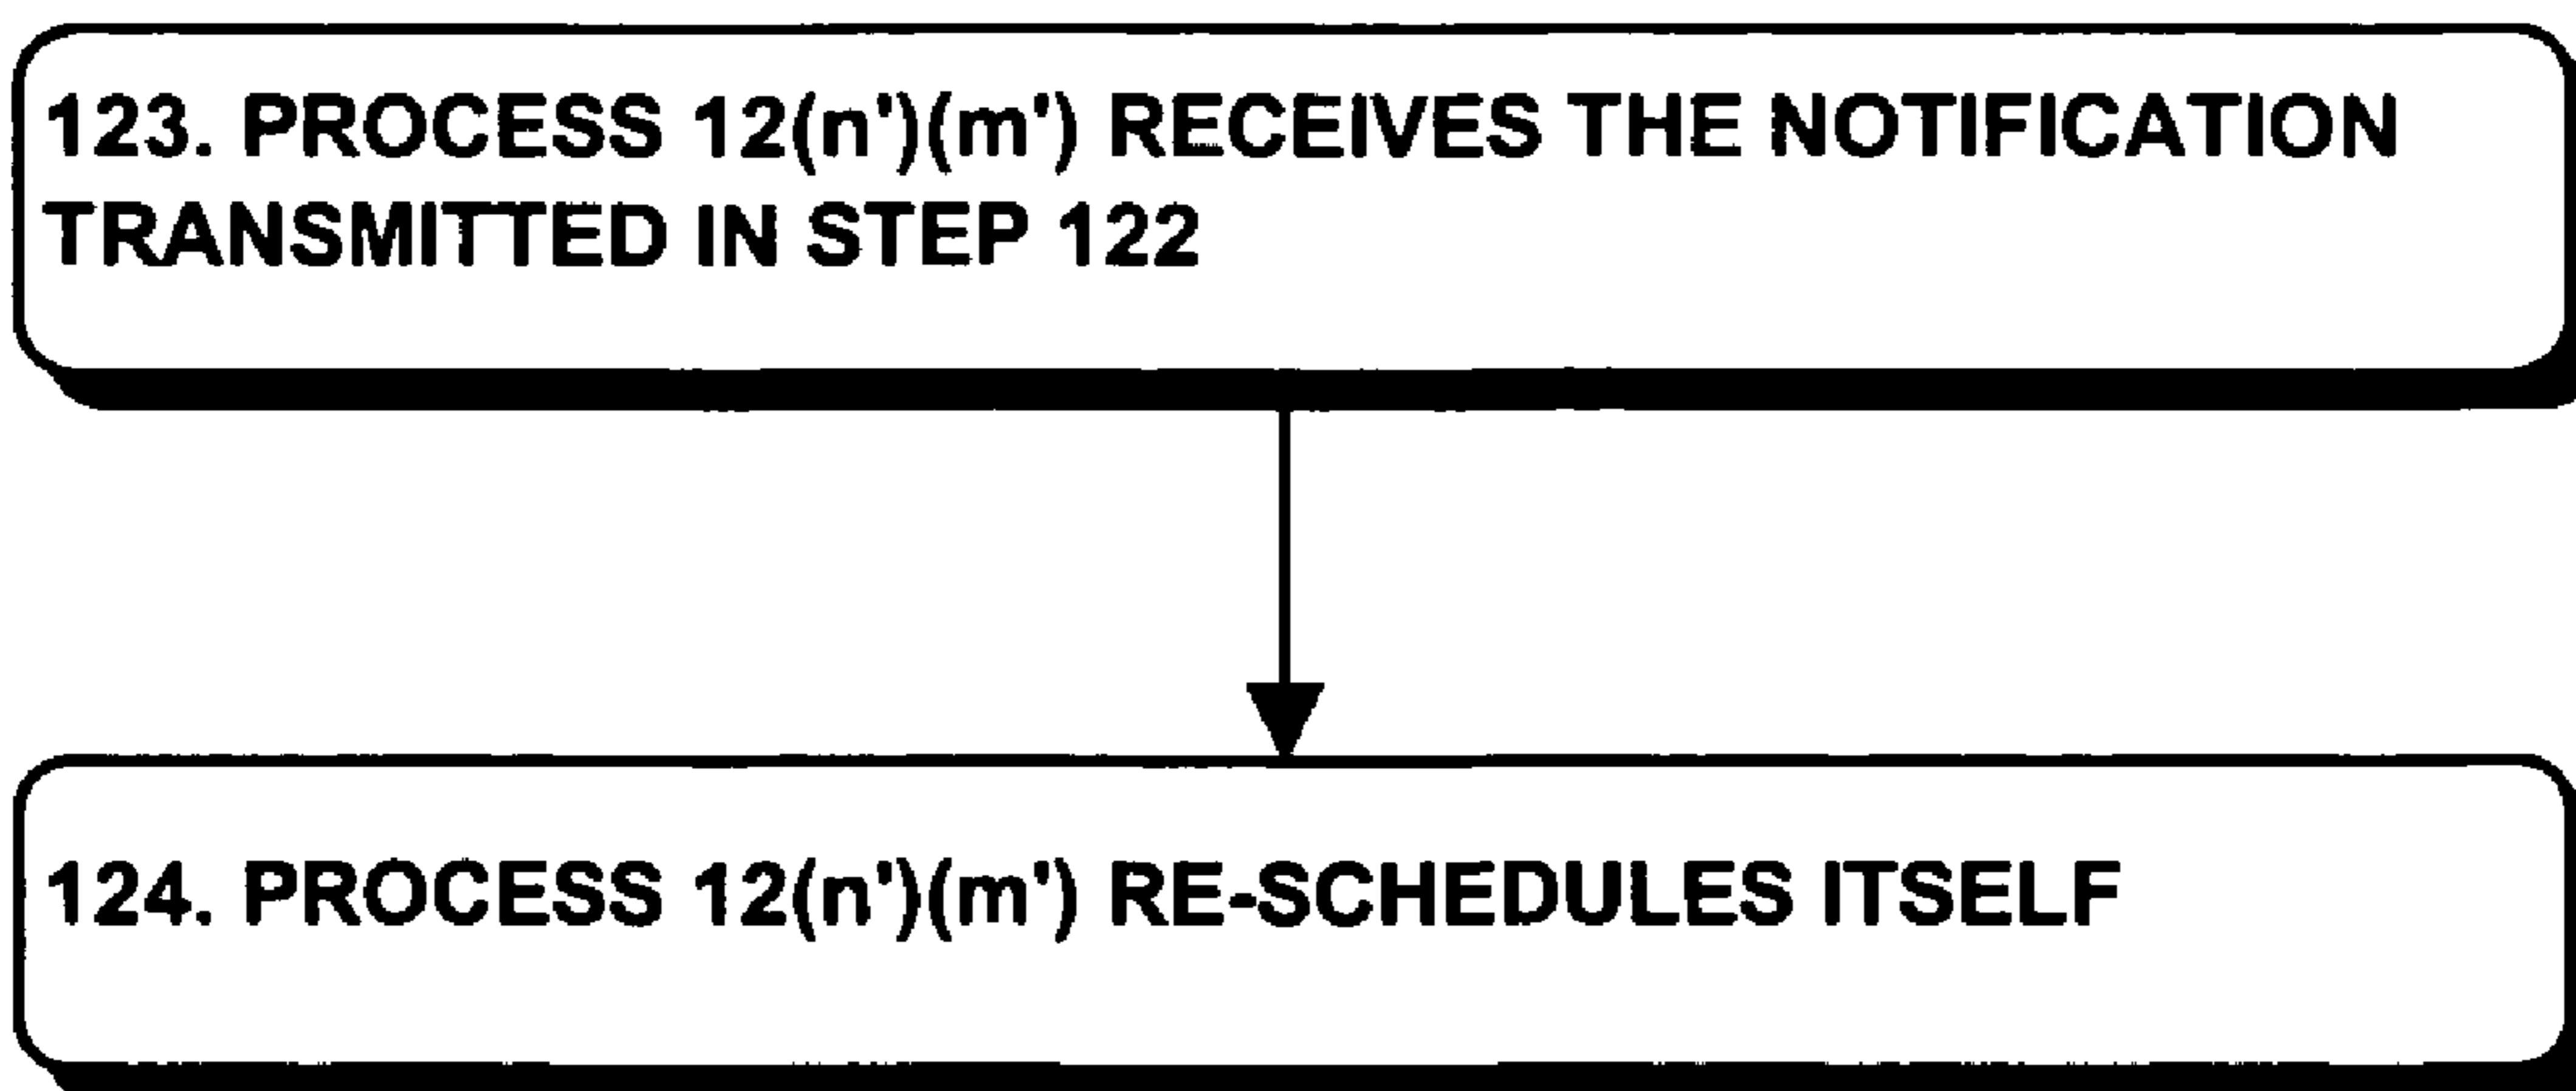 123. PROCESS 12(n')(m') RECEIVES THE NOTIFICATION
TRANSMITTED IN STEP 122
124. PROCESS 12(n')(m') RE-SCHEDULES ITSELF